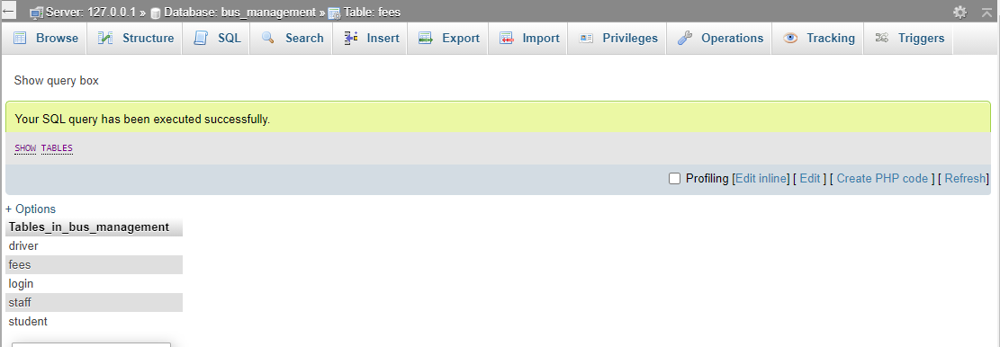 Server: 127.0.0.1 » Database: bus_management » Table: fees
Browse Structure SQL Search Insert Export Import Privileges Operations Tracking Triggers
Show query box
Your SQL query has been executed successfully.
SHOW TABLES
Profiling [Edit inline] [ Edit ] [ Create PHP code ] [ Refresh]
+ Options
Tables_in_bus_management
driver
fees
login
staff
student